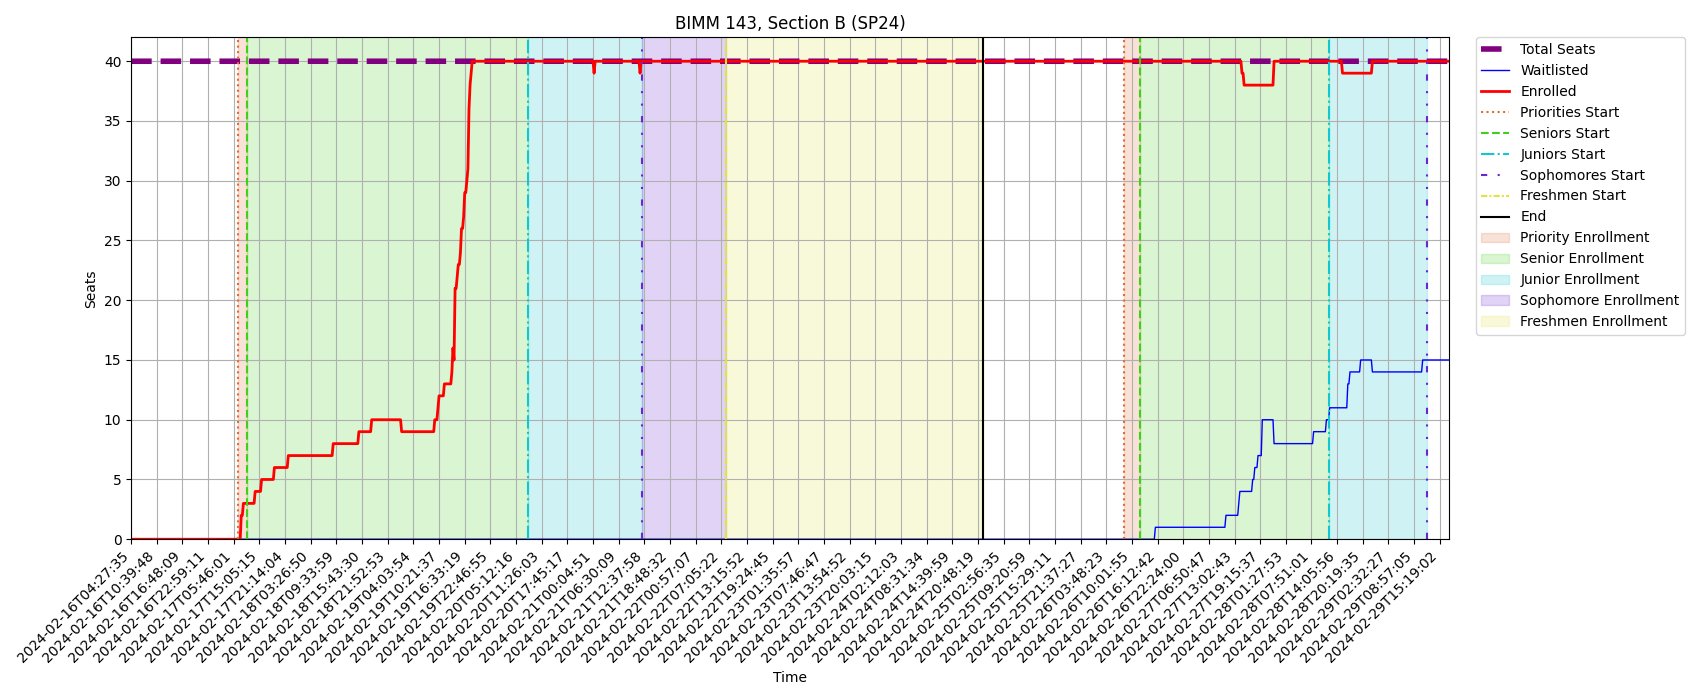 BIMM 143, Section B (SP24)
Seats
40
35
30
25
20
15
10
5
0
2024-02-16T04:27:35
2024-02-16T10:39:48
2024-02-16T16:48:09
2024-02-16T22:59:11
2024-02-17T05:46:01
2024-02-17T15:05:15
2024-02-17T21:14:04
2024-02-18T03:26:50
2024-02-18T09:33:59
2024-02-18T15:43:30
2024-02-18T21:52:53
2024-02-19T04:03:54
2024-02-19T10:21:37
2024-02-19T16:33:19
2024-02-19T22:46:55
2024-02-20T05:12:16
2024-02-20T11:26:03
2024-02-20T17:45:17
2024-02-21T00:04:51
2024-02-21T06:30:09
2024-02-21T12:37:58
2024-02-21T18:48:32
2024-02-22T00:57:07
2024-02-22T07:05:22
2024-02-22T13:15:52
2024-02-22T19:24:45
2024-02-23T01:35:57
2024-02-23T07:46:47
2024-02-23T13:54:52
2024-02-23T20:03:15
2024-02-24T02:12:03
2024-02-24T08:31:34
2024-02-24T14:39:59
2024-02-24T20:48:19
2024-02-25T02:56:35
2024-02-25T09:20:59
2024-02-25T15:29:11
2024-02-25T21:37:27
2024-02-26T03:48:23
2024-02-26T10:01:55
2024-02-26T16:12:42
2024-02-26T22:24:00
2024-02-27T06:50:47
2024-02-27T13:02:43
2024-02-27T19:15:37
2024-02-28T01:27:53
2024-02-28T07:51:01
2024-02-28T14:05:56
2024-02-28T20:19:35
2024-02-29T02:32:27
2024-02-29T08:57:05
2024-02-29T15:19:02
Time
Total Seats
Waitlisted
Enrolled
Priorities Start
Seniors Start
Juniors Start
Sophomores Start
Freshmen Start
End
Priority Enrollment
Senior Enrollment
Junior Enrollment
Sophomore Enrollment
Freshmen Enrollment